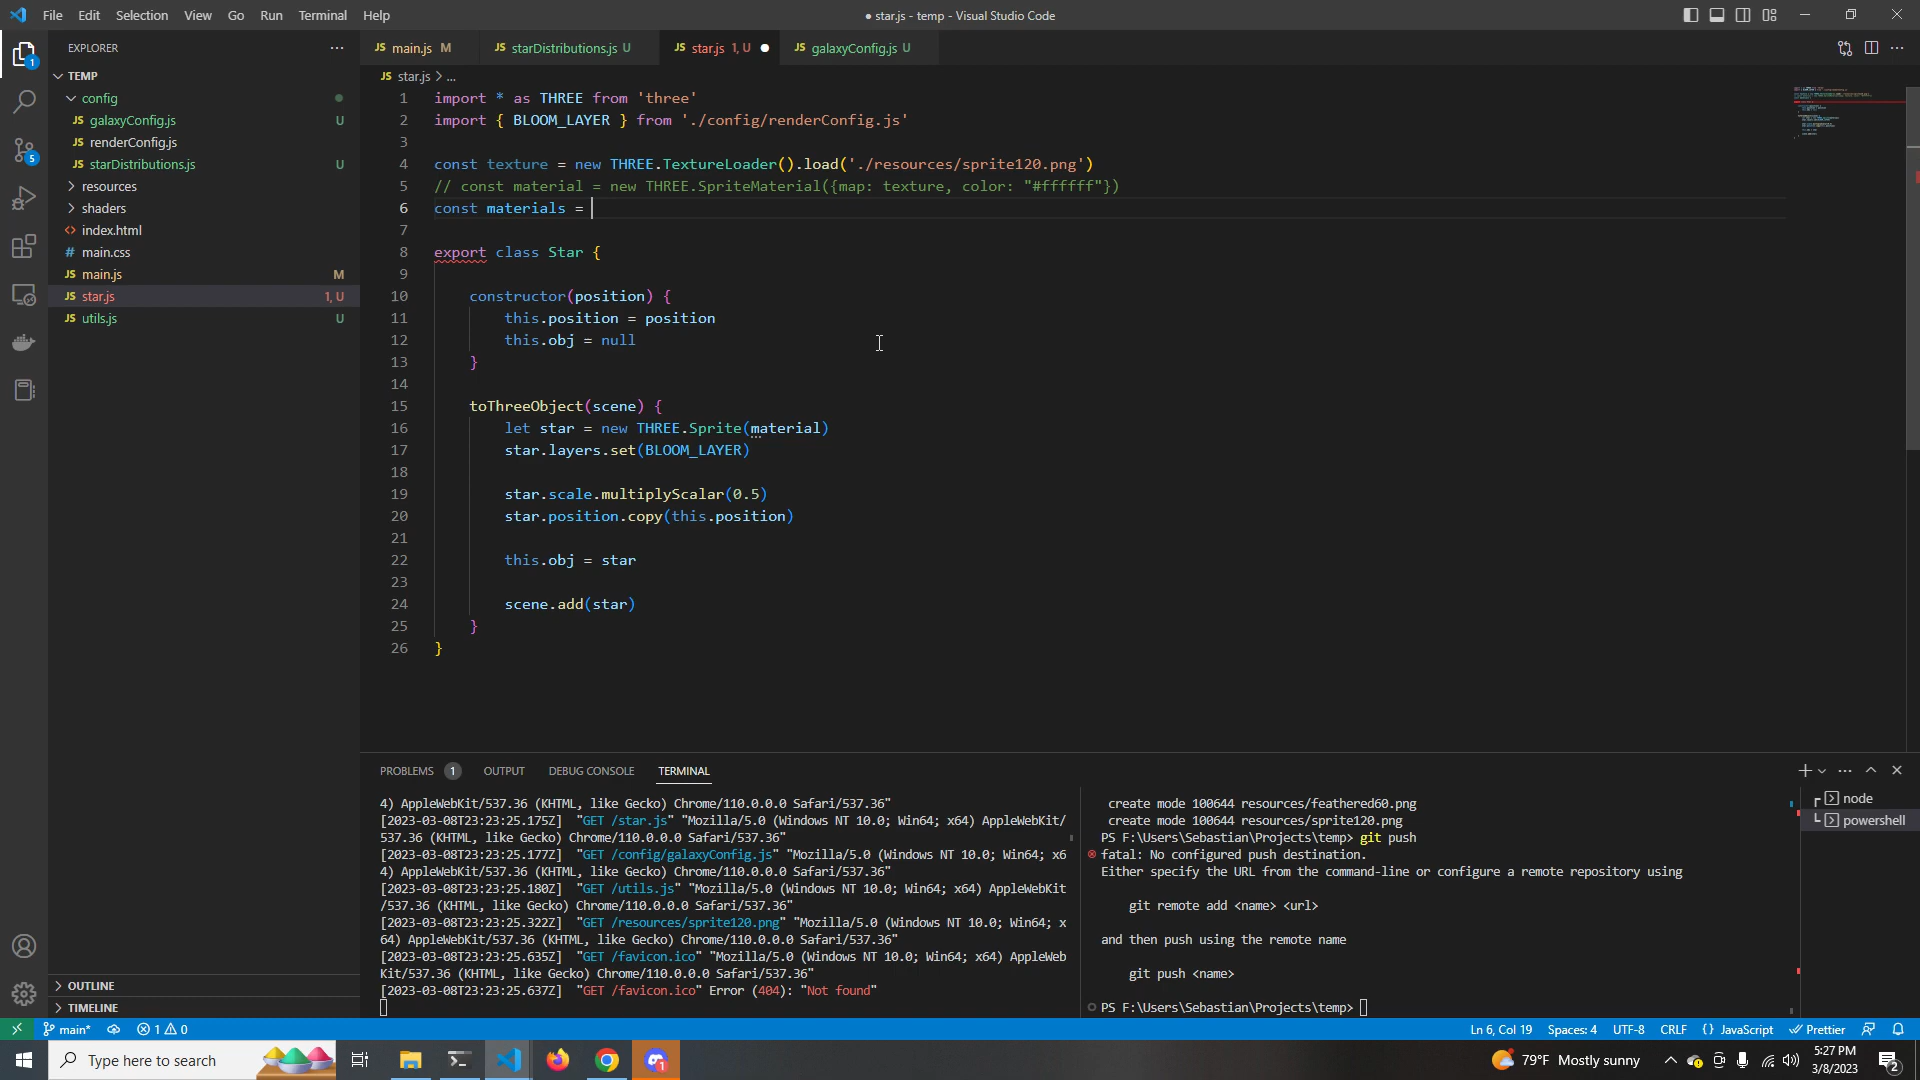 File Edit Selection View Go Run Terminal Help
● star.js - temp - Visual Studio Code
EXPLORER
TEMP
config
JS galaxyConfig.js U
JS renderConfig.js
JS starDistributions.js U
resources
shaders
<> index.html
# main.css
JS main.js M
JS star.js 1, U
JS utils.js U
OUTLINE
TIMELINE
1
5
JS main.js M
JS starDistributions.js U
JS star.js 1, U ●
JS galaxyConfig.js U
JS star.js > ...
1 import * as THREE from 'three'
2 import { BLOOM_LAYER } from './config/renderConfig.js'
3
4 const texture = new THREE.TextureLoader().load('./resources/sprite120.png')
5 // const material = new THREE.SpriteMaterial({map: texture, color: "#ffffff"})
6 const materials =
7
8 export class Star {
9
10 constructor(position) {
11 this.position = position
12 this.obj = null
13 }
14
15 toThreeObject(scene) {
16 let star = new THREE.Sprite(material)
17 star.layers.set(BLOOM_LAYER)
18
19 star.scale.multiplyScalar(0.5)
20 star.position.copy(this.position)
21
22 this.obj = star
23
24 scene.add(star)
25 }
26 }
PROBLEMS 1 OUTPUT DEBUG CONSOLE TERMINAL
4) AppleWebKit/537.36 (KHTML, like Gecko) Chrome/110.0.0.0 Safari/537.36"
[2023-03-08T23:23:25.175Z] "GET /star.js" "Mozilla/5.0 (Windows NT 10.0; Win64; x64) AppleWebKit/
537.36 (KHTML, like Gecko) Chrome/110.0.0.0 Safari/537.36"
[2023-03-08T23:23:25.177Z] "GET /config/galaxyConfig.js" "Mozilla/5.0 (Windows NT 10.0; Win64; x6
4) AppleWebKit/537.36 (KHTML, like Gecko) Chrome/110.0.0.0 Safari/537.36"
[2023-03-08T23:23:25.180Z] "GET /utils.js" "Mozilla/5.0 (Windows NT 10.0; Win64; x64) AppleWebKit
/537.36 (KHTML, like Gecko) Chrome/110.0.0.0 Safari/537.36"
[2023-03-08T23:23:25.322Z] "GET /resources/sprite120.png" "Mozilla/5.0 (Windows NT 10.0; Win64; x
64) AppleWebKit/537.36 (KHTML, like Gecko) Chrome/110.0.0.0 Safari/537.36"
[2023-03-08T23:23:25.635Z] "GET /favicon.ico" "Mozilla/5.0 (Windows NT 10.0; Win64; x64) AppleWeb
Kit/537.36 (KHTML, like Gecko) Chrome/110.0.0.0 Safari/537.36"
[2023-03-08T23:23:25.637Z] "GET /favicon.ico" Error (404): "Not found"
create mode 100644 resources/feathered60.png
create mode 100644 resources/sprite120.png
PS F:\Users\Sebastian\Projects\temp> git push
fatal: No configured push destination.
Either specify the URL from the command-line or configure a remote repository using
git remote add <name> <url>
and then push using the remote name
git push <name>
PS F:\Users\Sebastian\Projects\temp>
node
powershell
main* 1 0
Ln 6, Col 19 Spaces: 4 UTF-8 CRLF { } JavaScript Prettier
Type here to search
1
79°F Mostly sunny
5:27 PM
3/8/2023
2